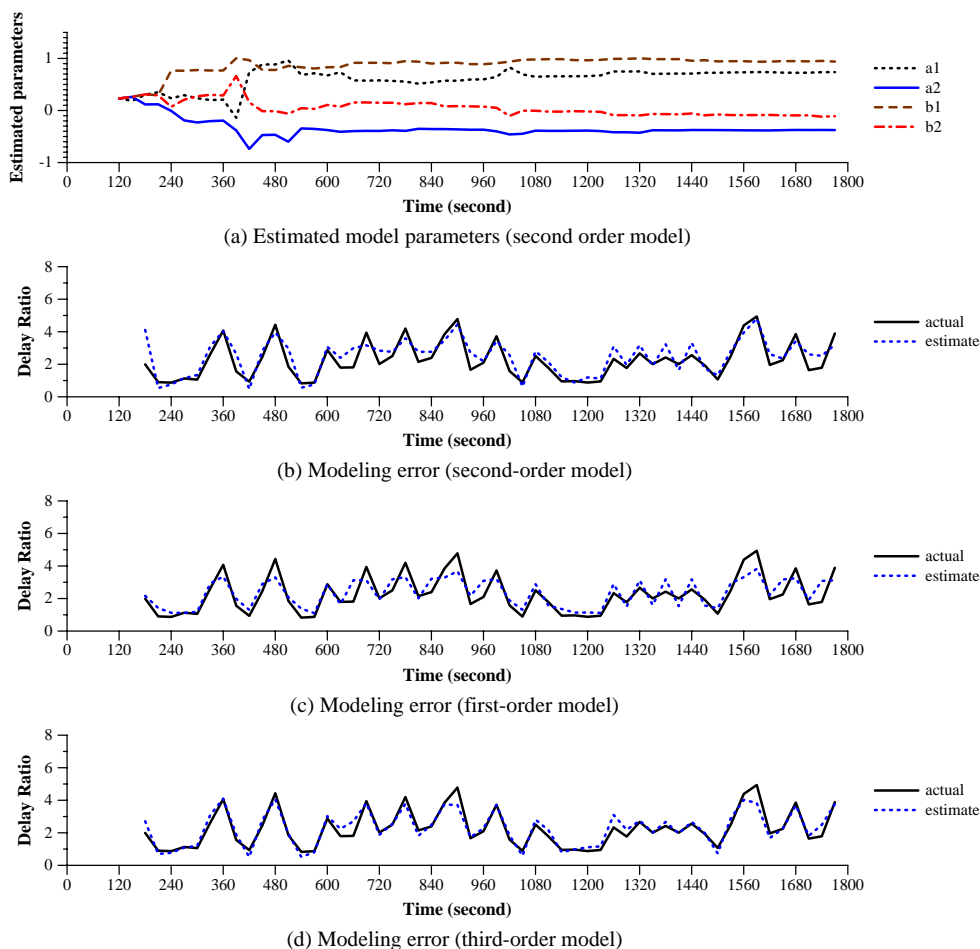 Estimated parameters
1
0
-1
0 120 240 360 480 600 720 840 960 1080 1200 1320 1440 1560 1680 1800
Time (second)
a1
a2
b1
b2
(a) Estimated model parameters (second order model)
Delay Ratio
8
6
4
2
0
0 120 240 360 480 600 720 840 960 1080 1200 1320 1440 1560 1680 1800
Time (second)
actual
estimate
(b) Modeling error (second-order model)
Delay Ratio
8
6
4
2
0
0 120 240 360 480 600 720 840 960 1080 1200 1320 1440 1560 1680 1800
Time (second)
actual
estimate
(c) Modeling error (first-order model)
Delay Ratio
8
6
4
2
0
0 120 240 360 480 600 720 840 960 1080 1200 1320 1440 1560 1680 1800
Time (second)
actual
estimate
(d) Modeling error (third-order model)